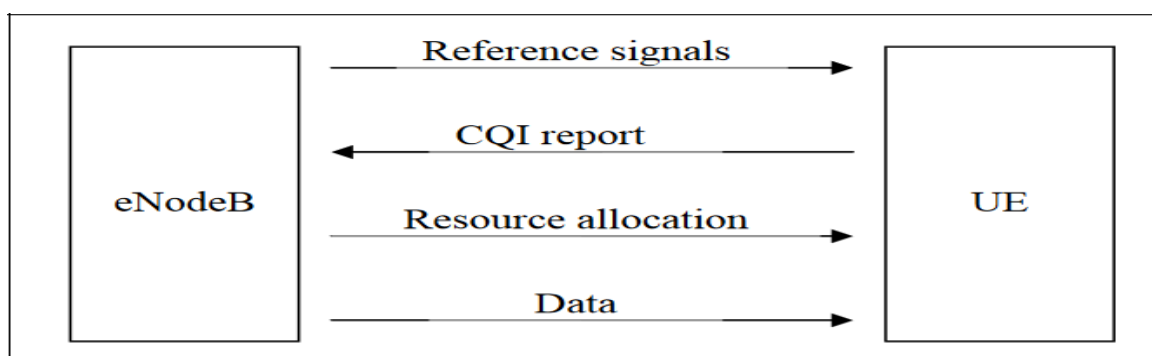 Reference signals
CQI report
eNodeB
UE
Resource allocation
Data